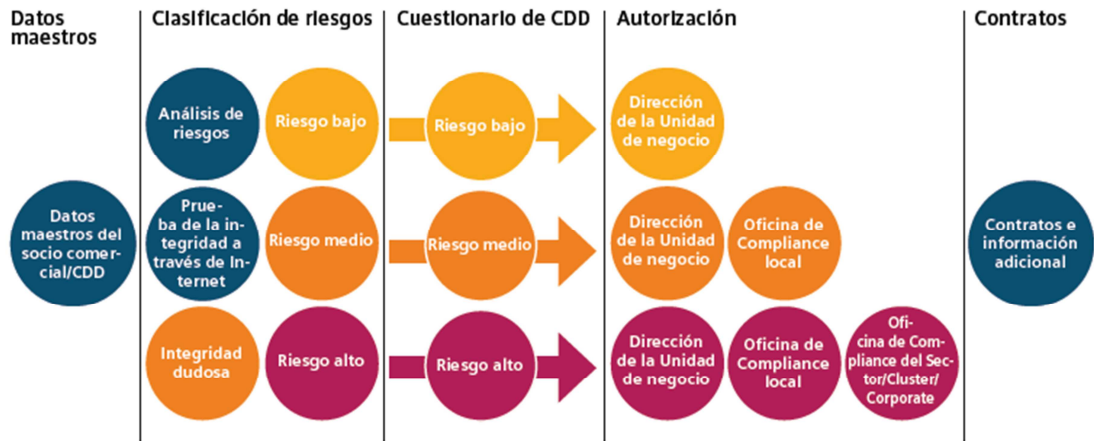 Datos
maestros
Clasificación de riesgos
Cuestionario de CDD
Autorización
Contratos
Datos
maestros del
socio comer-
cial/CDD
Análisis de
riesgos
Riesgo bajo
Riesgo bajo
Dirección
de la Unidad
de negocio
Prue-
ba de la in-
tegridad a
través de In-
ternet
Riesgo medio
Riesgo medio
Dirección
de la Unidad
de negocio
Oficina de
Compliance
local
Integridad
dudosa
Riesgo alto
Riesgo alto
Dirección
de la Unidad
de negocio
Oficina de
Compliance
local
Ofi-
cina de Com-
pliance del Sec-
tor/Cluster/
Corporate
Contratos e
información
adicional